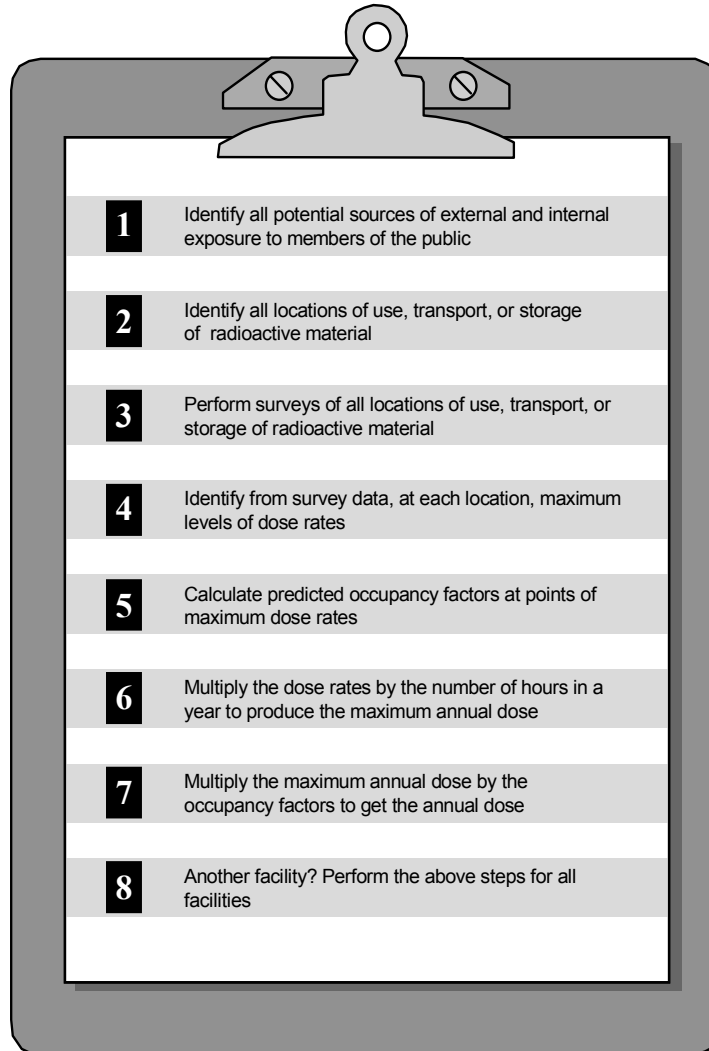 1
Identify all potential sources of external and internal
exposure to members of the public
2
Identify all locations of use, transport, or storage
of radioactive material
3
Perform surveys of all locations of use, transport, or
storage of radioactive material
4
Identify from survey data, at each location, maximum
levels of dose rates
5
Calculate predicted occupancy factors at points of
maximum dose rates
6
Multiply the dose rates by the number of hours in a
year to produce the maximum annual dose
7
Multiply the maximum annual dose by the
occupancy factors to get the annual dose
8
Another facility? Perform the above steps for all
facilities